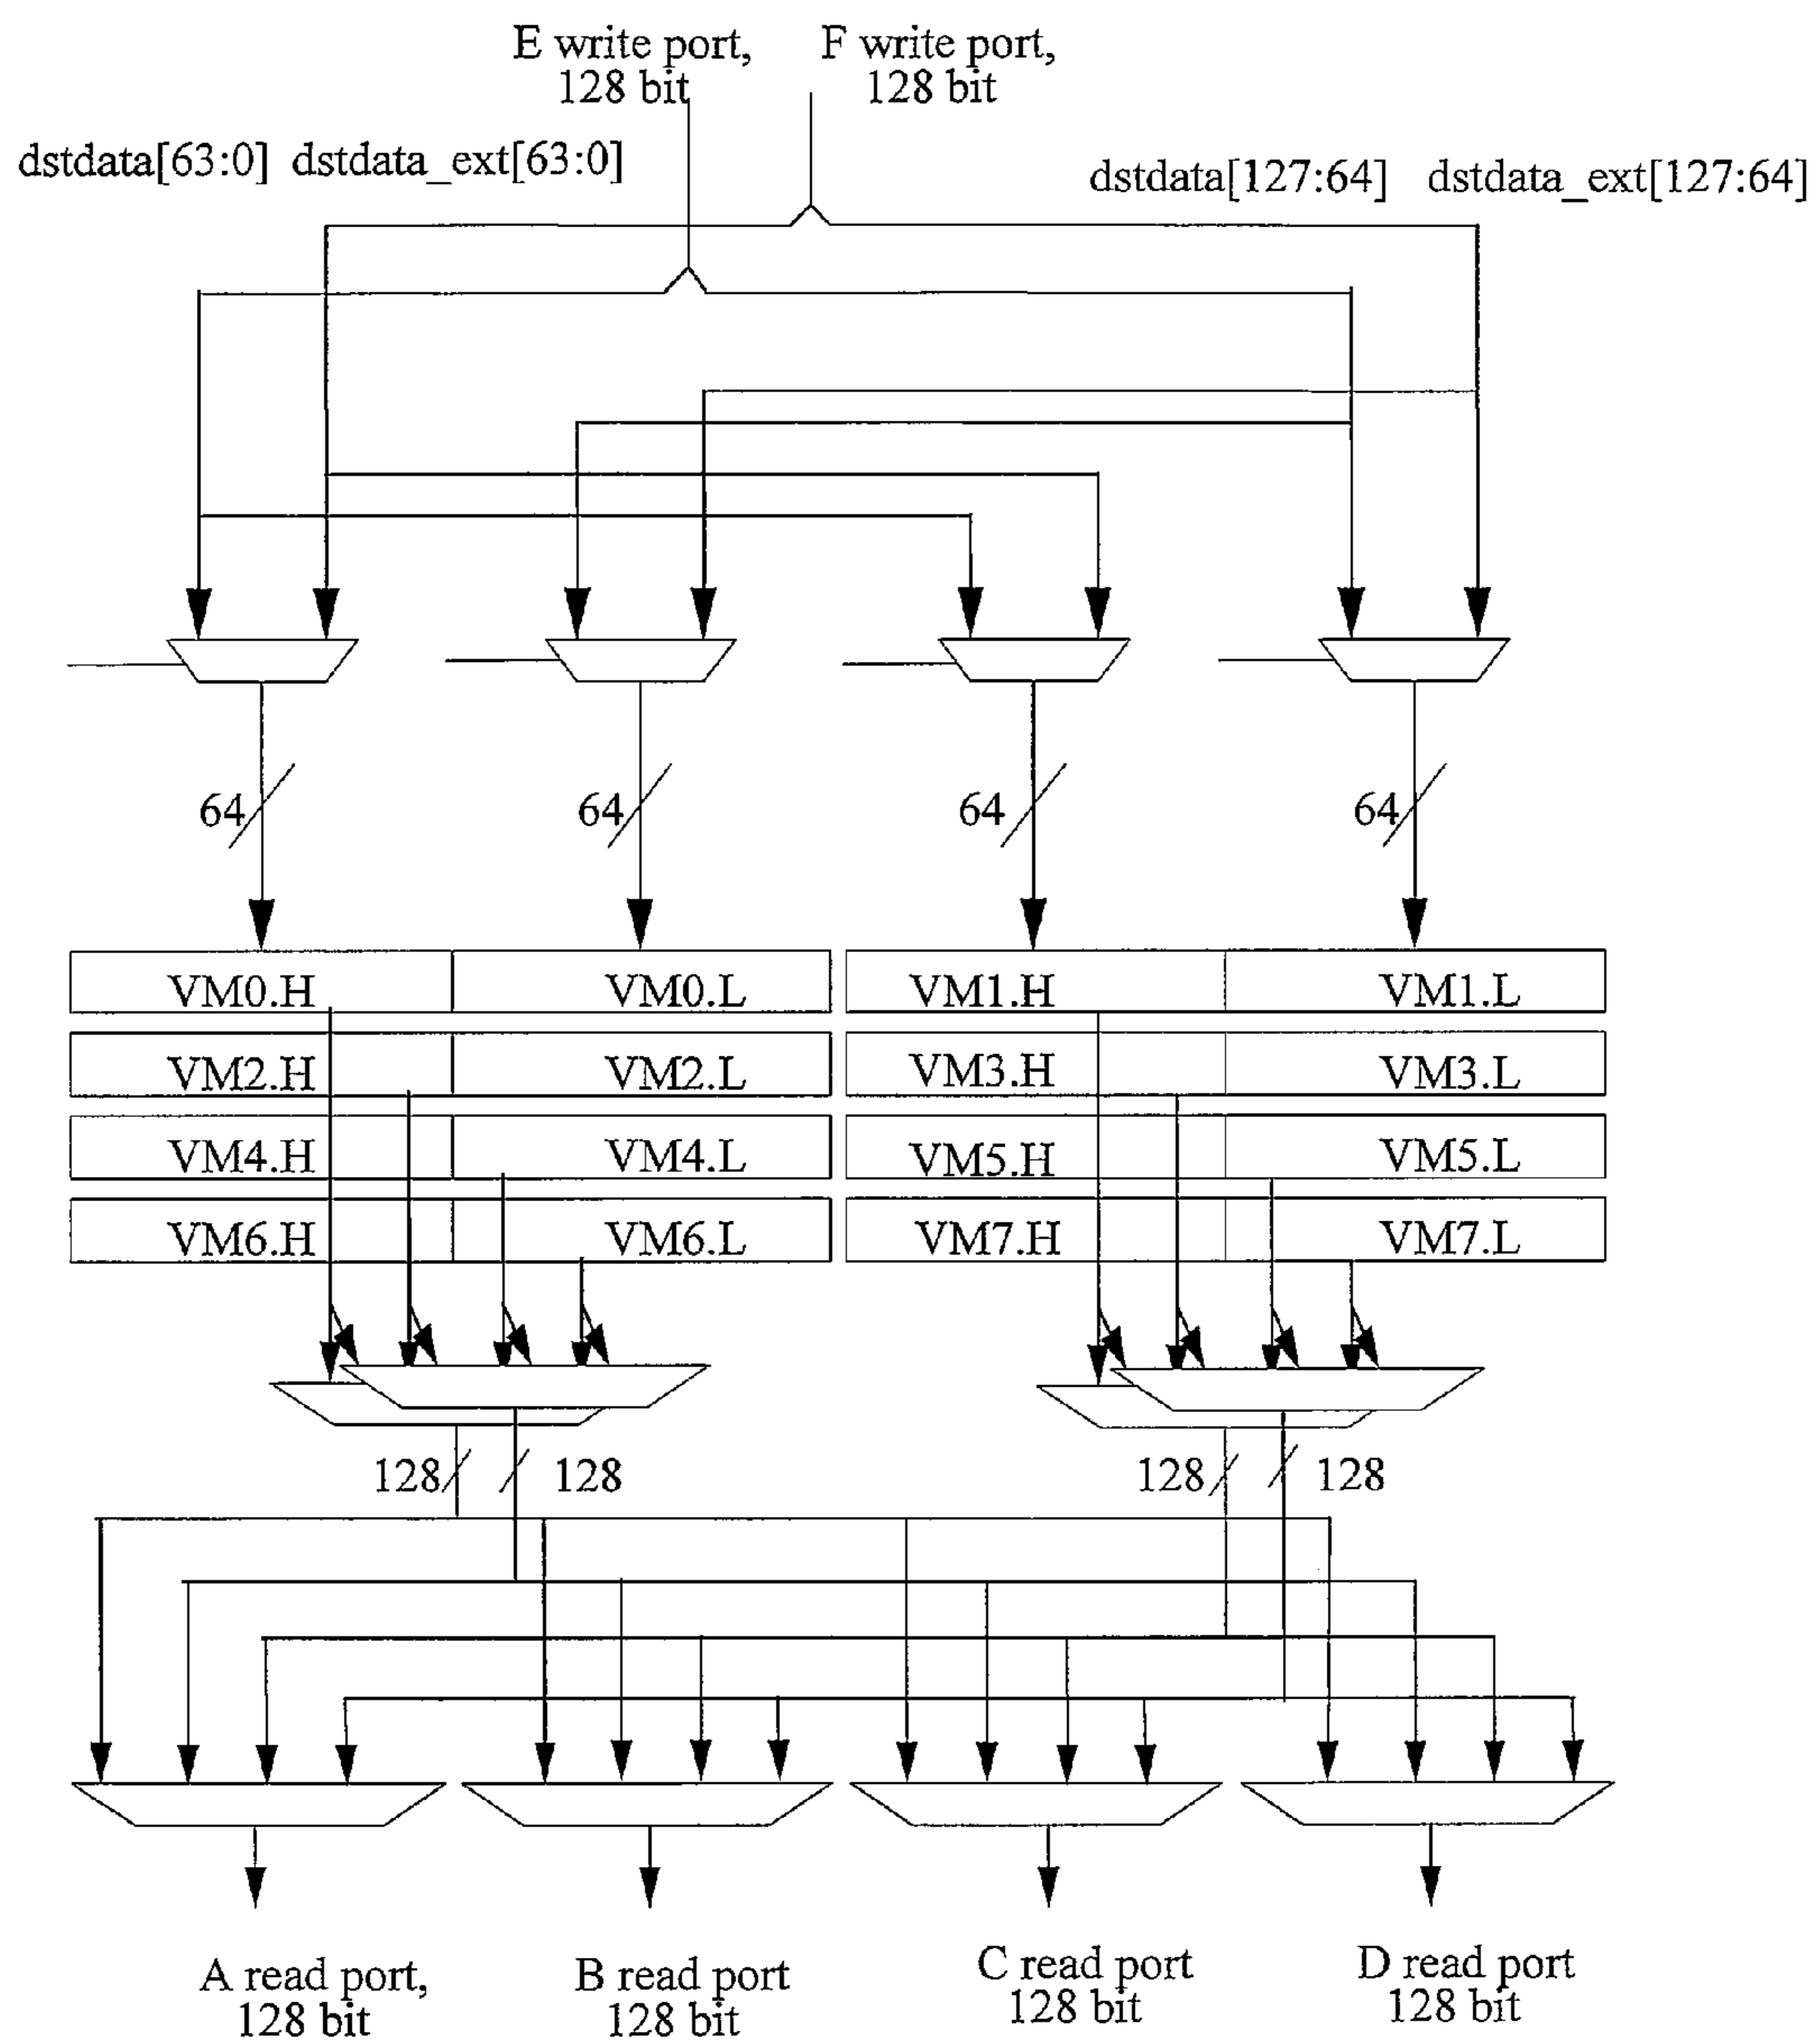 E write port,
128 bit
F write port,
128 bit
dstdata[63:0] dstdata_ext[63:0]
dstdata[127:64] dstdata_ext[127:64]
64
64
64
64
VM0.H VM0.L VM1.H VM1.L
VM2.H VM2.L VM3.H VM3.L
VM4.H VM4.L VM5.H VM5.L
VM6.H VM6.L VM7.H VM7.L
128 128
128 128
A read port,
128 bit
B read port
128 bit
C read port
128 bit
D read port
128 bit